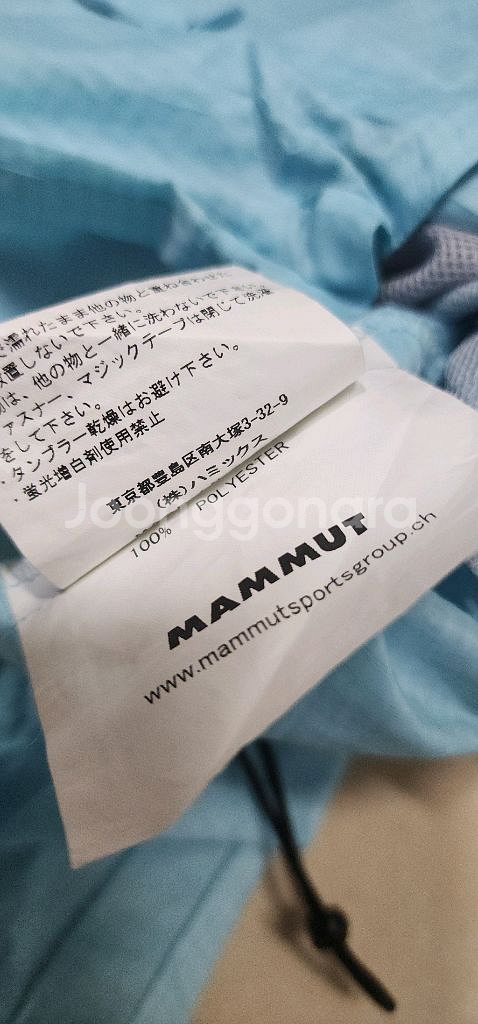 濡れたまま他の物と重ね合わせた
放置しないで下さい。
は、他の物と一緒に洗わないで下さい。
ファスナー、マジックテープは閉じて洗濯
をして下さい。
・タンブラー乾燥はお避け下さい。
・蛍光増白剤使用禁止
東京都豊島区南大塚3-32-9
(株)ハミックス
100% POLYESTER
Joonggonara
MAMMUT
www.mammutsportsgroup.ch